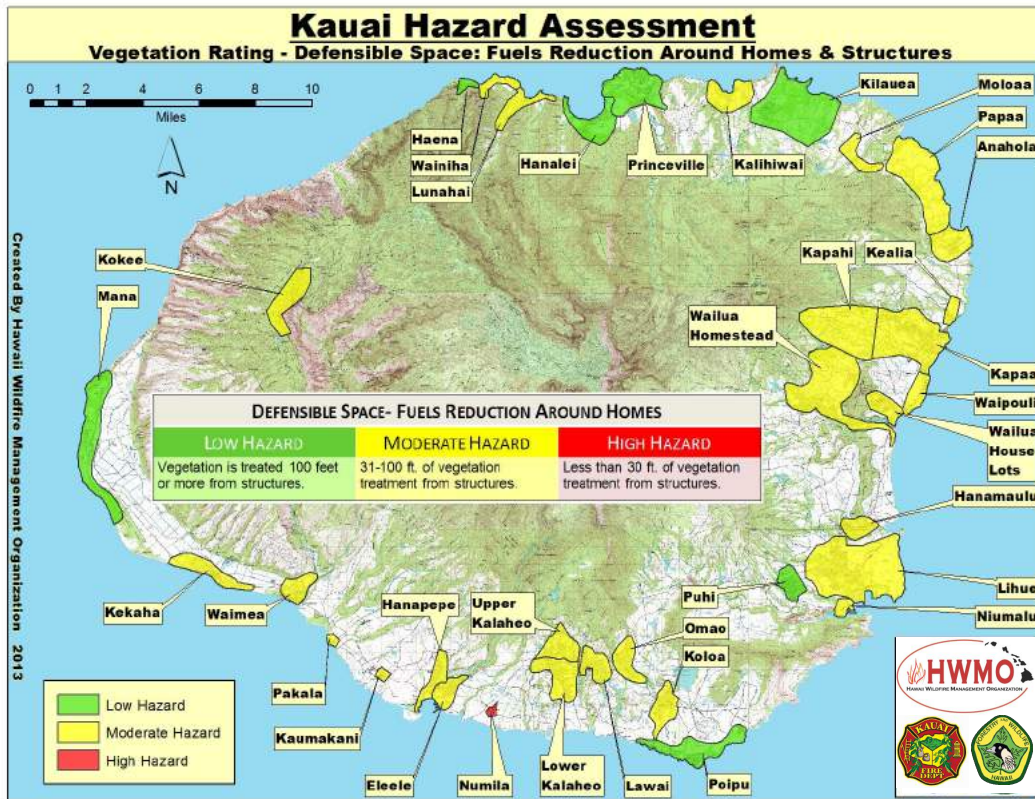 Kauai Hazard Assessment
Vegetation Rating - Defensible Space: Fuels Reduction Around Homes & Structures
0 1 2 4 6 8 10
Miles
N
Haena
Wainiha
Lunahai
Hanalei
Princeville
Kalihiwai
Kilauea
Moloaa
Papaa
Anahola
Kokee
Mana
Kapahi
Kealia
Wailua
Homestead
Kapaa
Waipouli
Wailua
House
Lots
Hanamaulu
DEFENSIBLE SPACE- FUELS REDUCTION AROUND HOMES
LOW HAZARD
MODERATE HAZARD
HIGH HAZARD
Vegetation is treated 100 feet
or more from structures.
31-100 ft. of vegetation
treatment from structures.
Less than 30 ft. of vegetation
treatment from structures.
Created By Hawaii Wildfire Management Organization 2013
Kekaha
Waimea
Hanapepe
Upper
Kalaheo
Omao
Koloa
Puhi
Lihue
Niumalu
Pakala
Kaumakani
Eleele
Numila
Lower
Kalaheo
Lawai
Poipu
Low Hazard
Moderate Hazard
High Hazard
HWMO
HAWAII WILDFIRE MANAGEMENT ORGANIZATION
KAUAI
FIRE
DEPT
FORESTRY AND WILDLIFE
HAWAII